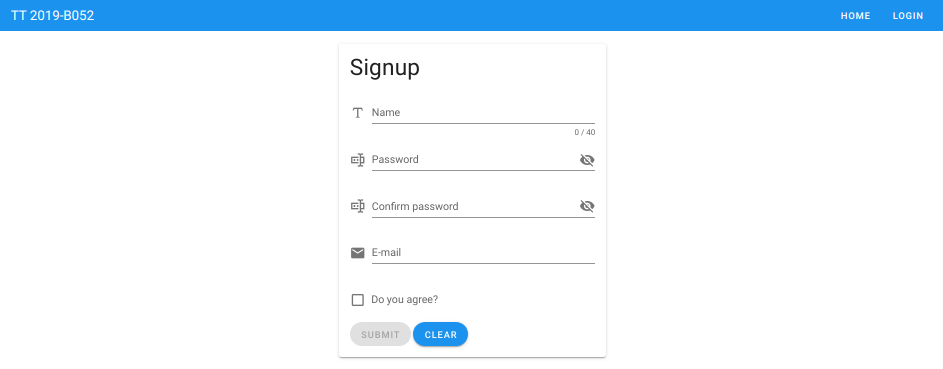 TT 2019-B052 HOME LOGIN
Signup
Name
0 / 40
Password
Confirm password
E-mail
Do you agree?
SUBMIT CLEAR